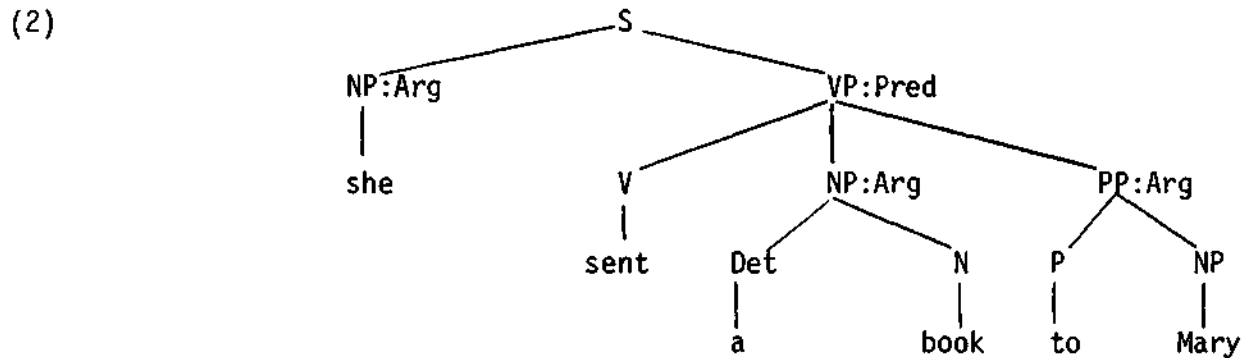 (2) S
NP:Arg VP:Pred
she V NP:Arg PP:Arg
sent Det N P NP
a book to Mary